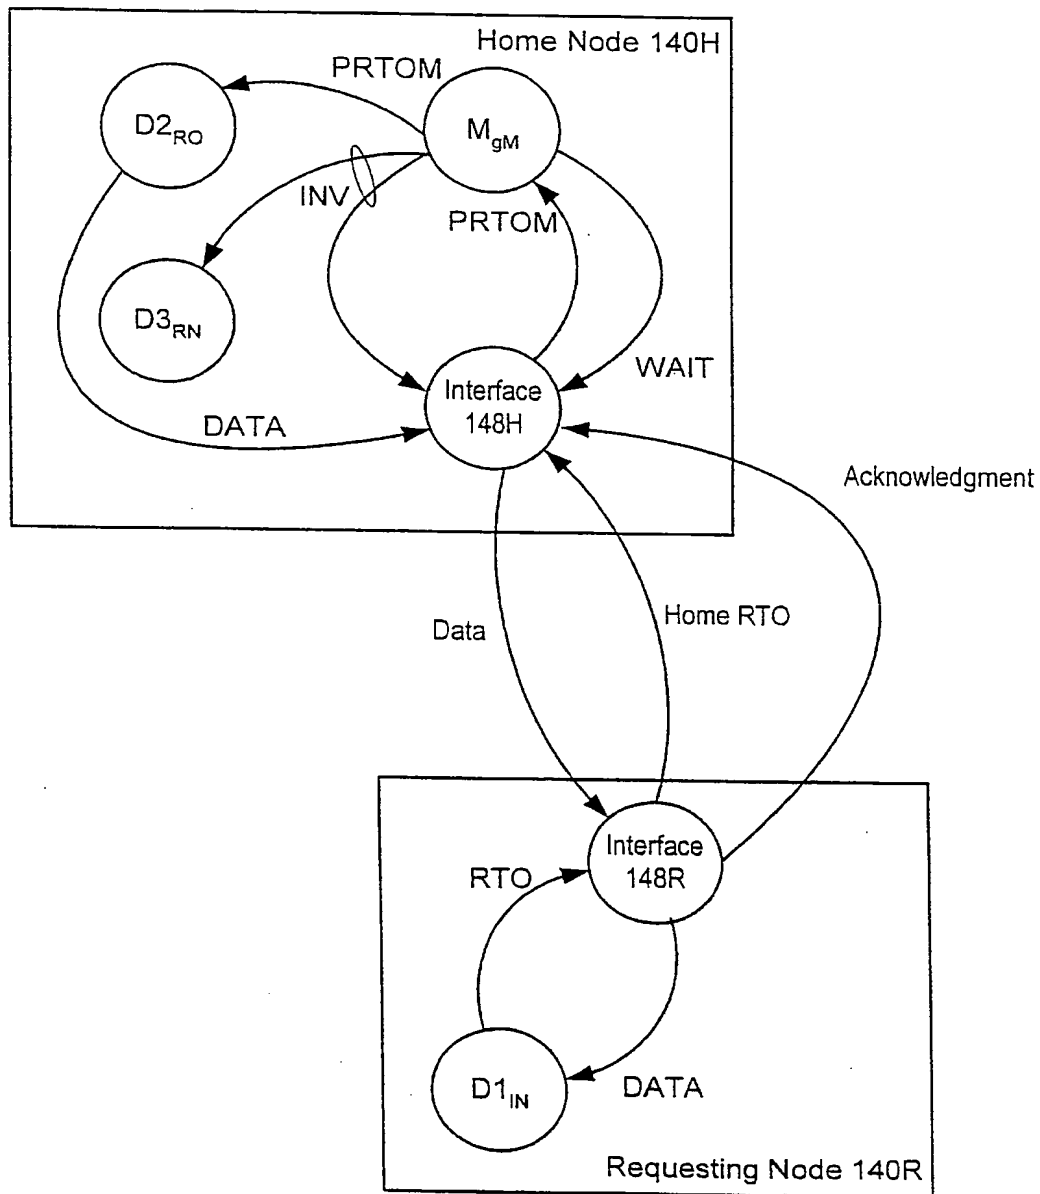 Home Node 140H
PRTOM
D2RO
MgM
INV
PRTOM
D3RN
WAIT
Interface
148H
DATA
Acknowledgment
Data
Home RTO
Interface
148R
RTO
D1IN
DATA
Requesting Node 140R